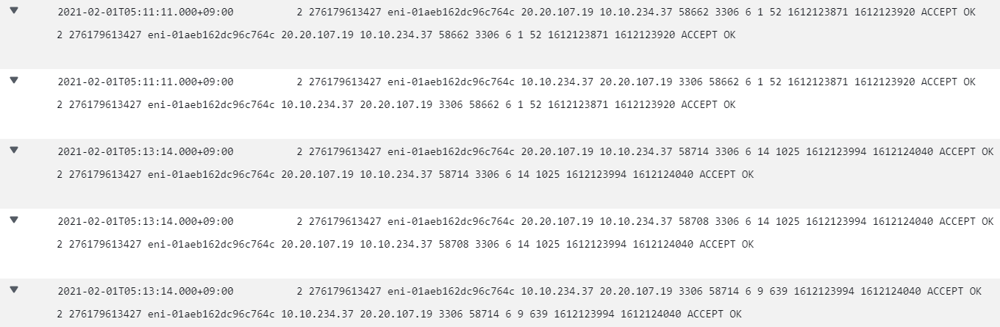 2021-02-01T05:11:11.000+09:00 2 276179613427 eni-01aeb162dc96c764c 20.20.107.19 10.10.234.37 58662 3306 6 1 52 1612123871 1612123920 ACCEPT OK
2 276179613427 eni-01aeb162dc96c764c 20.20.107.19 10.10.234.37 58662 3306 6 1 52 1612123871 1612123920 ACCEPT OK
2021-02-01T05:11:11.000+09:00 2 276179613427 eni-01aeb162dc96c764c 10.10.234.37 20.20.107.19 3306 58662 6 1 52 1612123871 1612123920 ACCEPT OK
2 276179613427 eni-01aeb162dc96c764c 10.10.234.37 20.20.107.19 3306 58662 6 1 52 1612123871 1612123920 ACCEPT OK
2021-02-01T05:13:14.000+09:00 2 276179613427 eni-01aeb162dc96c764c 20.20.107.19 10.10.234.37 58714 3306 6 14 1025 1612123994 1612124040 ACCEPT OK
2 276179613427 eni-01aeb162dc96c764c 20.20.107.19 10.10.234.37 58714 3306 6 14 1025 1612123994 1612124040 ACCEPT OK
2021-02-01T05:13:14.000+09:00 2 276179613427 eni-01aeb162dc96c764c 20.20.107.19 10.10.234.37 58708 3306 6 14 1025 1612123994 1612124040 ACCEPT OK
2 276179613427 eni-01aeb162dc96c764c 20.20.107.19 10.10.234.37 58708 3306 6 14 1025 1612123994 1612124040 ACCEPT OK
2021-02-01T05:13:14.000+09:00 2 276179613427 eni-01aeb162dc96c764c 10.10.234.37 20.20.107.19 3306 58714 6 9 639 1612123994 1612124040 ACCEPT OK
2 276179613427 eni-01aeb162dc96c764c 10.10.234.37 20.20.107.19 3306 58714 6 9 639 1612123994 1612124040 ACCEPT OK